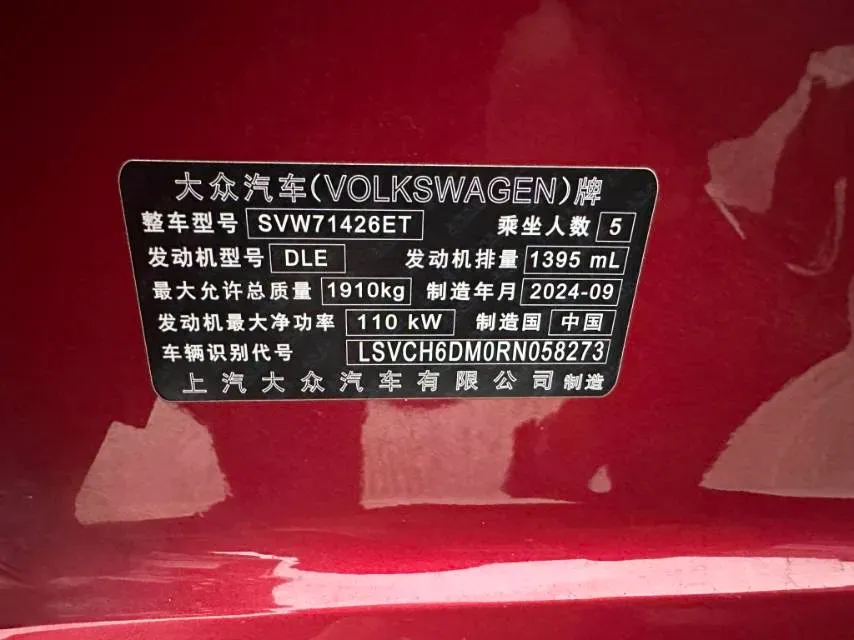 大众汽车(VOLKSWAGEN)牌
整车型号 SVW71426ET 乘坐人数 5
发动机型号 DLE 发动机排量 1395 mL
最大允许总质量 1910kg 制造年月 2024-09
发动机最大净功率 110 kW 制造国 中国
车辆识别代号 LSVCH6DM0RN058273
上汽大众汽车有限公司 制造